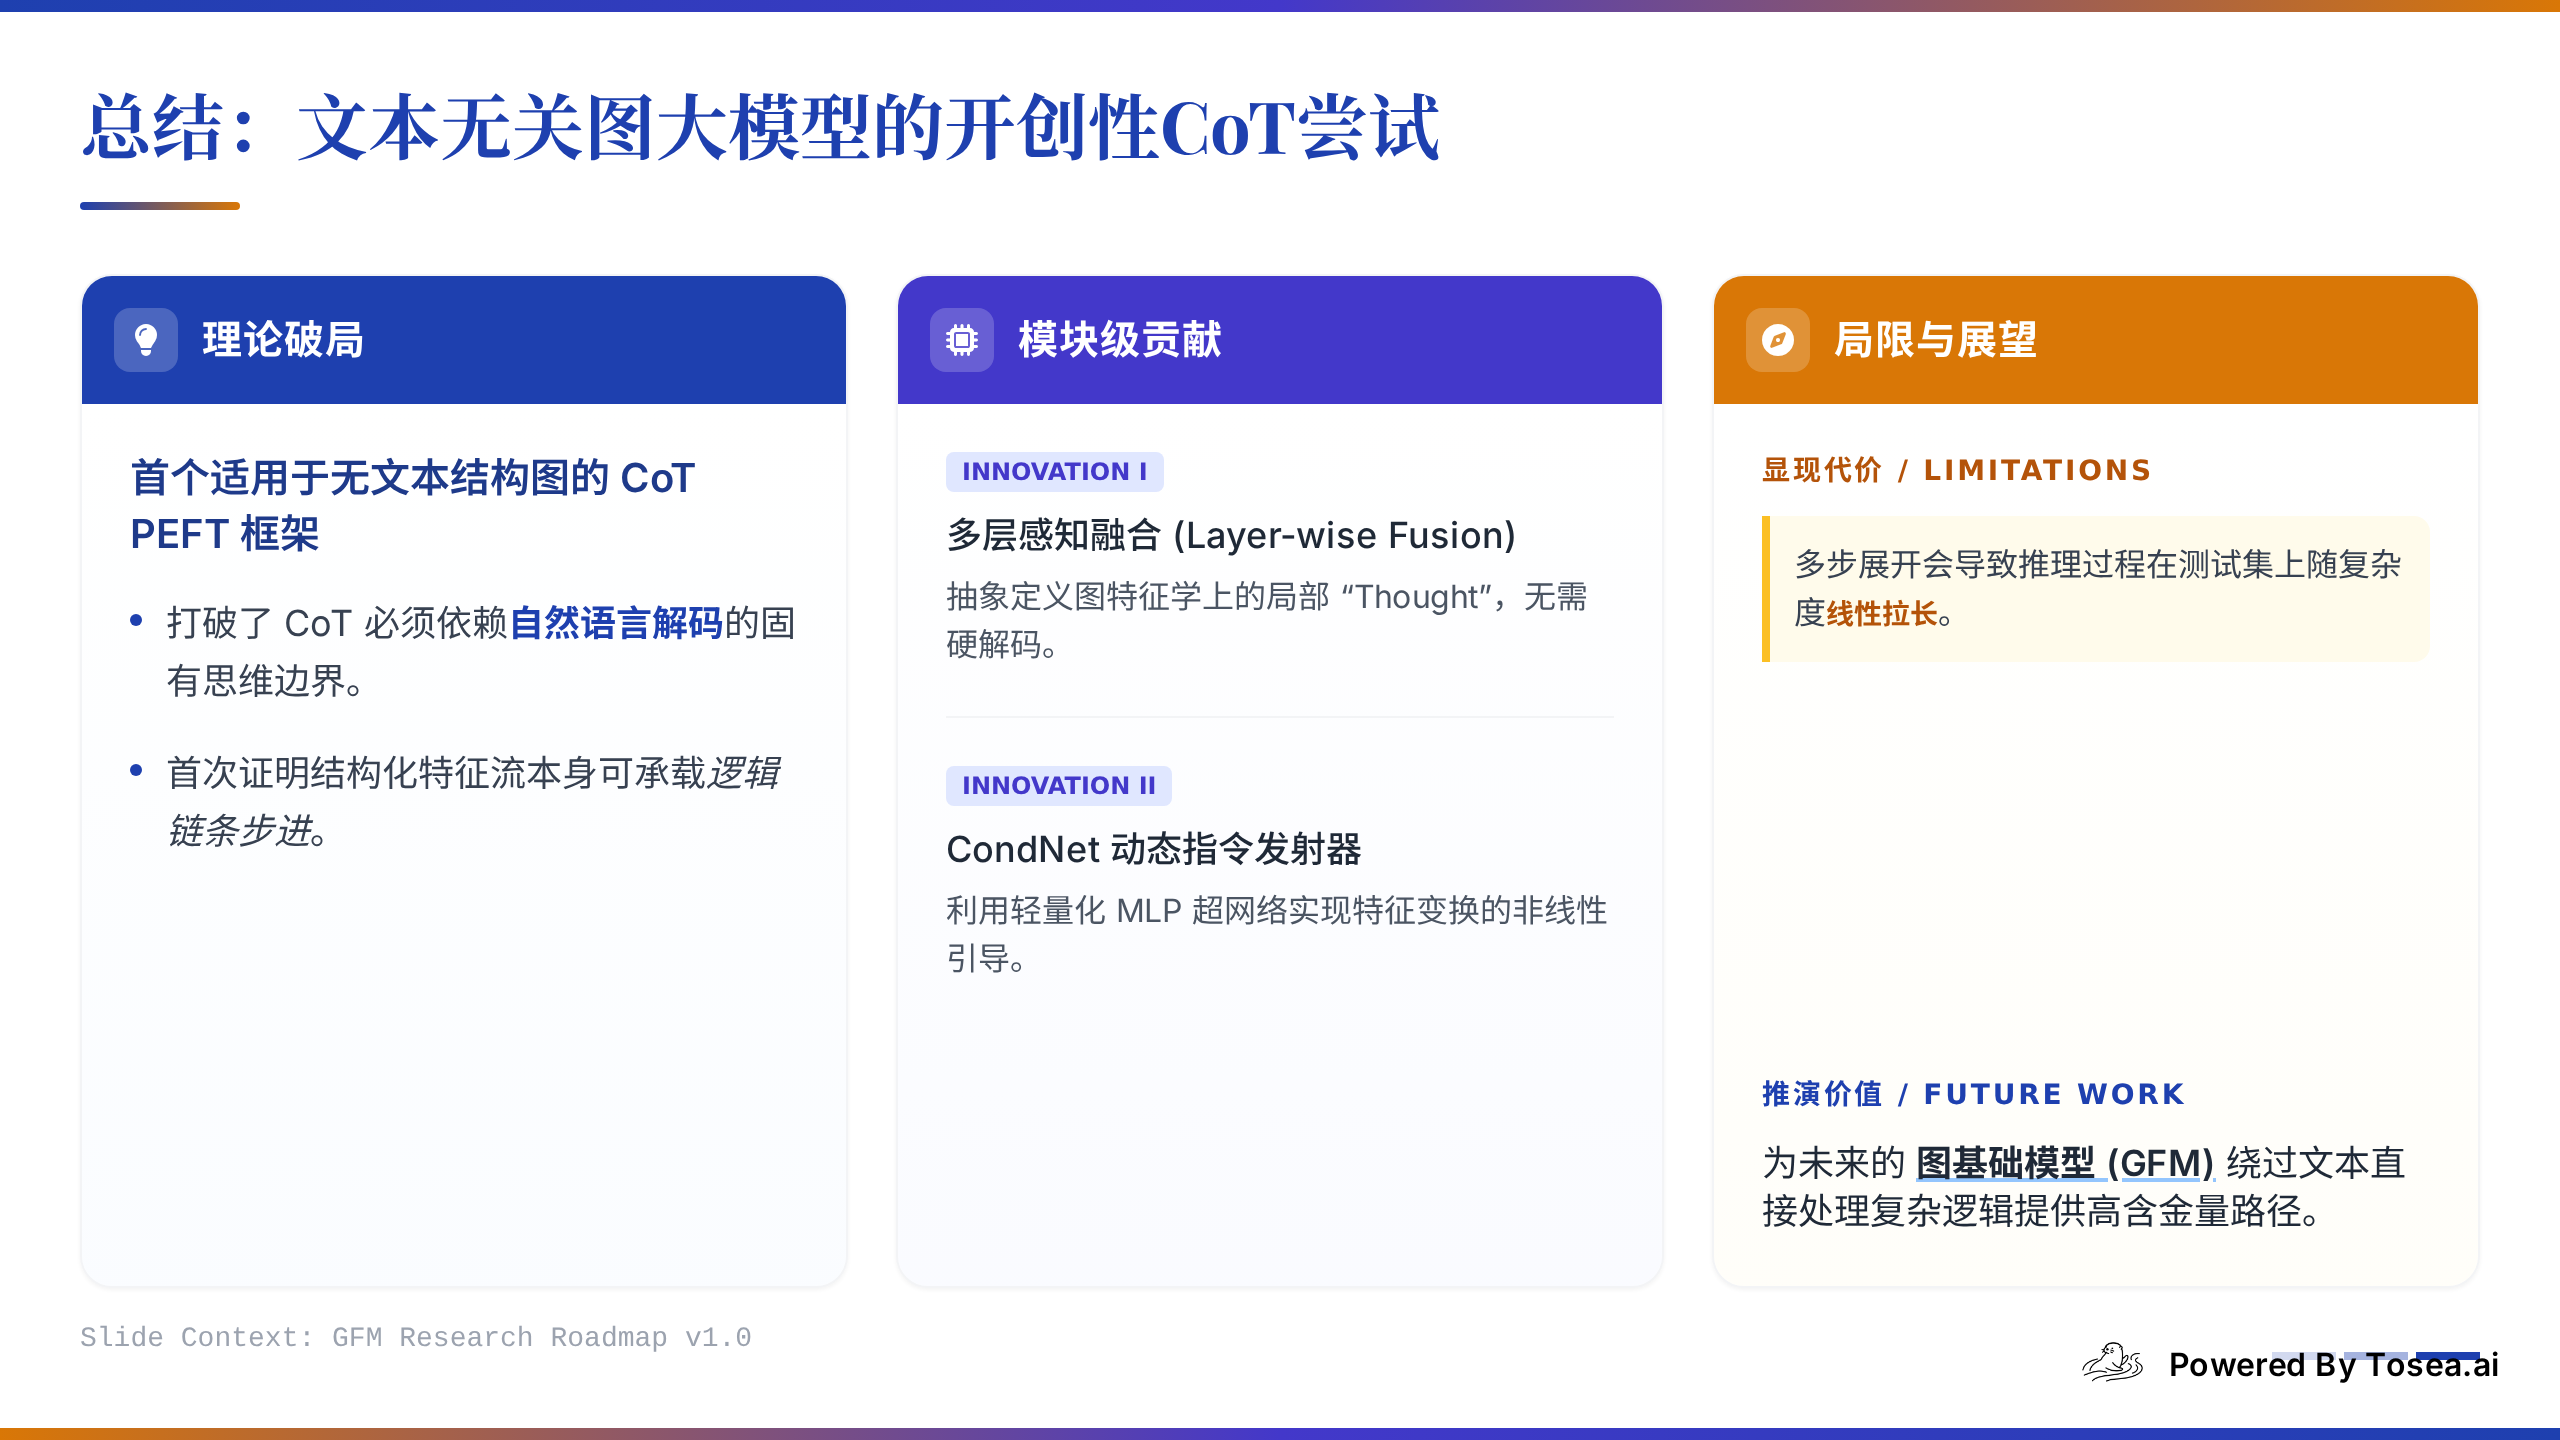 总结：文本无关图大模型的开创性CoT尝试
理论破局
首个适用于无文本结构图的 CoT
PEFT 框架
打破了 CoT 必须依赖自然语言解码的固
有思维边界。
首次证明结构化特征流本身可承载逻辑
链条步进。
模块级贡献
INNOVATION I
多层感知融合 (Layer-wise Fusion)
抽象定义图特征学上的局部 “Thought”，无需
硬解码。
INNOVATION II
CondNet 动态指令发射器
利用轻量化 MLP 超网络实现特征变换的非线性
引导。
局限与展望
显现代价 / LIMITATIONS
多步展开会导致推理过程在测试集上随复杂
度线性拉长。
推演价值 / FUTURE WORK
为未来的 图基础模型 (GFM) 绕过文本直
接处理复杂逻辑提供高含金量路径。
Slide Context: GFM Research Roadmap v1.0
Powered By Tosea.ai